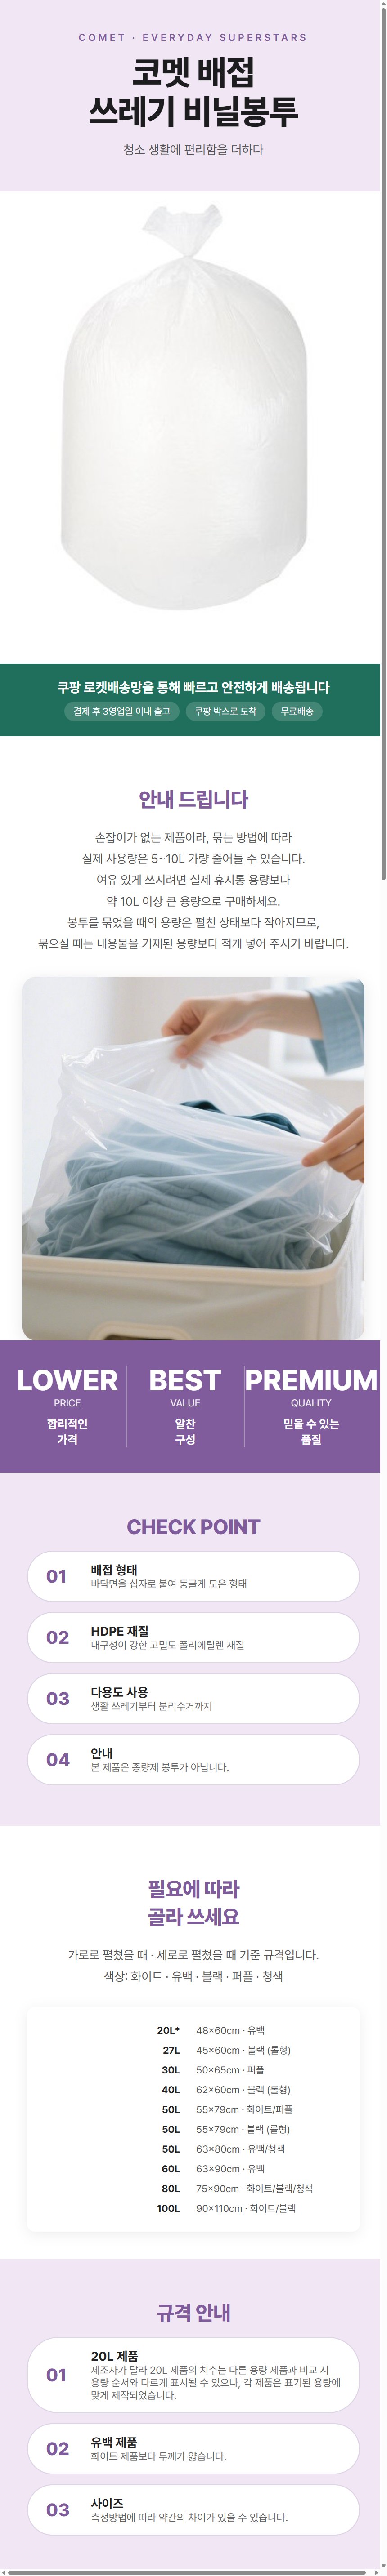 COMET · EVERYDAY SUPERSTARS
코멧 배접
쓰레기 비닐봉투
청소 생활에 편리함을 더하다
쿠팡 로켓배송망을 통해 빠르고 안전하게 배송됩니다
결제 후 3영업일 이내 출고
쿠팡 박스로 도착
무료배송
안내 드립니다
손잡이가 없는 제품이라, 묶는 방법에 따라
실제 사용량은 5~10L 가량 줄어들 수 있습니다.
여유 있게 쓰시려면 실제 휴지통 용량보다
약 10L 이상 큰 용량으로 구매하세요.
봉투를 묶었을 때의 용량은 펼친 상태보다 작아지므로,
묶으실 때는 내용물을 기재된 용량보다 적게 넣어 주시기 바랍니다.
LOWER
PRICE
합리적인
가격
BEST
VALUE
알찬
구성
PREMIUM
QUALITY
믿을 수 있는
품질
CHECK POINT
01
배접 형태
바닥면을 십자로 붙여 둥글게 모은 형태
02
HDPE 재질
내구성이 강한 고밀도 폴리에틸렌 재질
03
다용도 사용
생활 쓰레기부터 분리수거까지
04
안내
본 제품은 종량제 봉투가 아닙니다.
필요에 따라
골라 쓰세요
가로로 펼쳤을 때 · 세로로 펼쳤을 때 기준 규격입니다.
색상: 화이트 · 유백 · 블랙 · 퍼플 · 청색
20L* 48×60cm · 유백
27L 45×60cm · 블랙 (롤형)
30L 50×65cm · 퍼플
40L 62×60cm · 블랙 (롤형)
50L 55×79cm · 화이트/퍼플
50L 55×79cm · 블랙 (롤형)
50L 63×80cm · 유백/청색
60L 63×90cm · 유백
80L 75×90cm · 화이트/블랙/청색
100L 90×110cm · 화이트/블랙
규격 안내
01
20L 제품
제조자가 달라 20L 제품의 치수는 다른 용량 제품과 비교 시
용량 순서와 다르게 표시될 수 있으나, 각 제품은 표기된 용량에
맞게 제작되었습니다.
02
유백 제품
화이트 제품보다 두께가 얇습니다.
03
사이즈
측정방법에 따라 약간의 차이가 있을 수 있습니다.